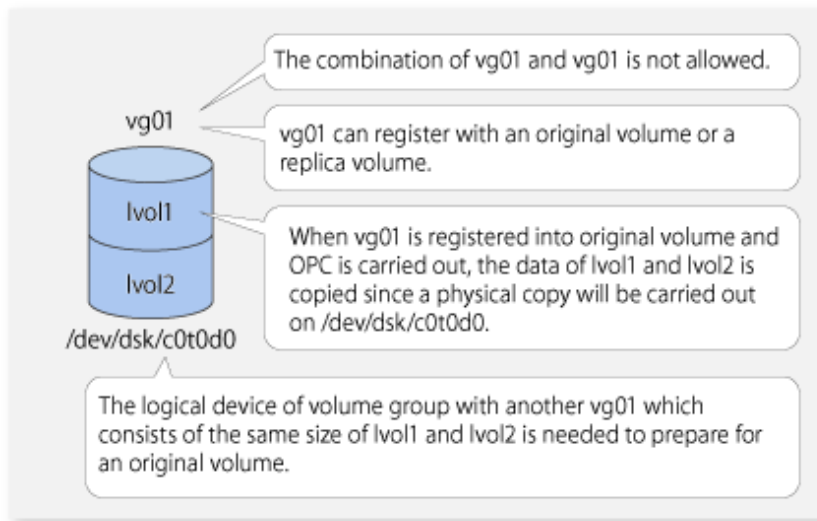 The combination of vg01 and vg01 is not allowed.
vg01
vg01 can register with an original volume or a
replica volume.
lvol1
When vg01 is registered into original volume and
OPC is carried out, the data of lvol1 and lvol2 is
copied since a physical copy will be carried out
on /dev/dsk/c0t0d0.
lvol2
/dev/dsk/c0t0d0
The logical device of volume group with another vg01 which
consists of the same size of lvol1 and lvol2 is needed to prepare for
an original volume.